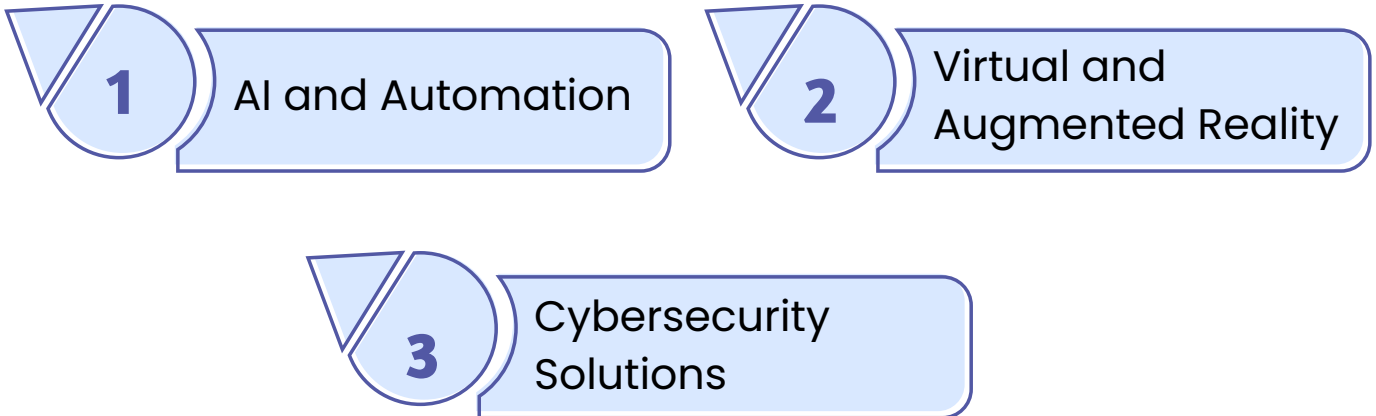 1
AI and Automation
2
Virtual and
Augmented Reality
3
Cybersecurity
Solutions